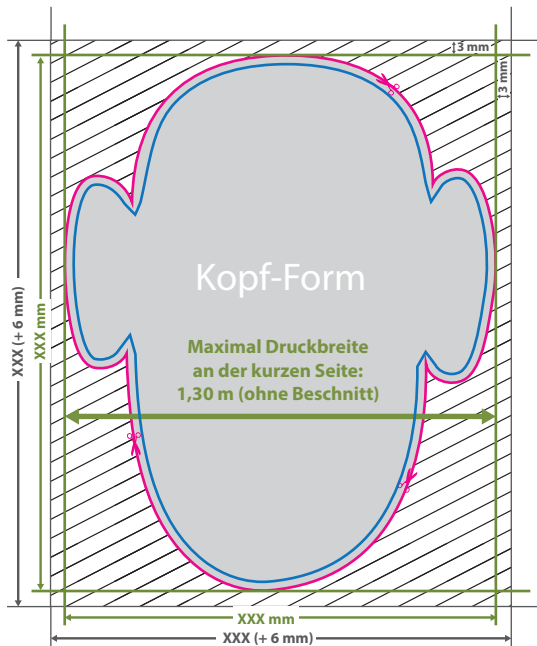 3 mm
3 mm
XXX (+ 6 mm)
XXX mm
Kopf-Form
Maximal Druckbreite
an der kurzen Seite:
1,30 m (ohne Beschnitt)
XXX mm
XXX (+ 6 mm)